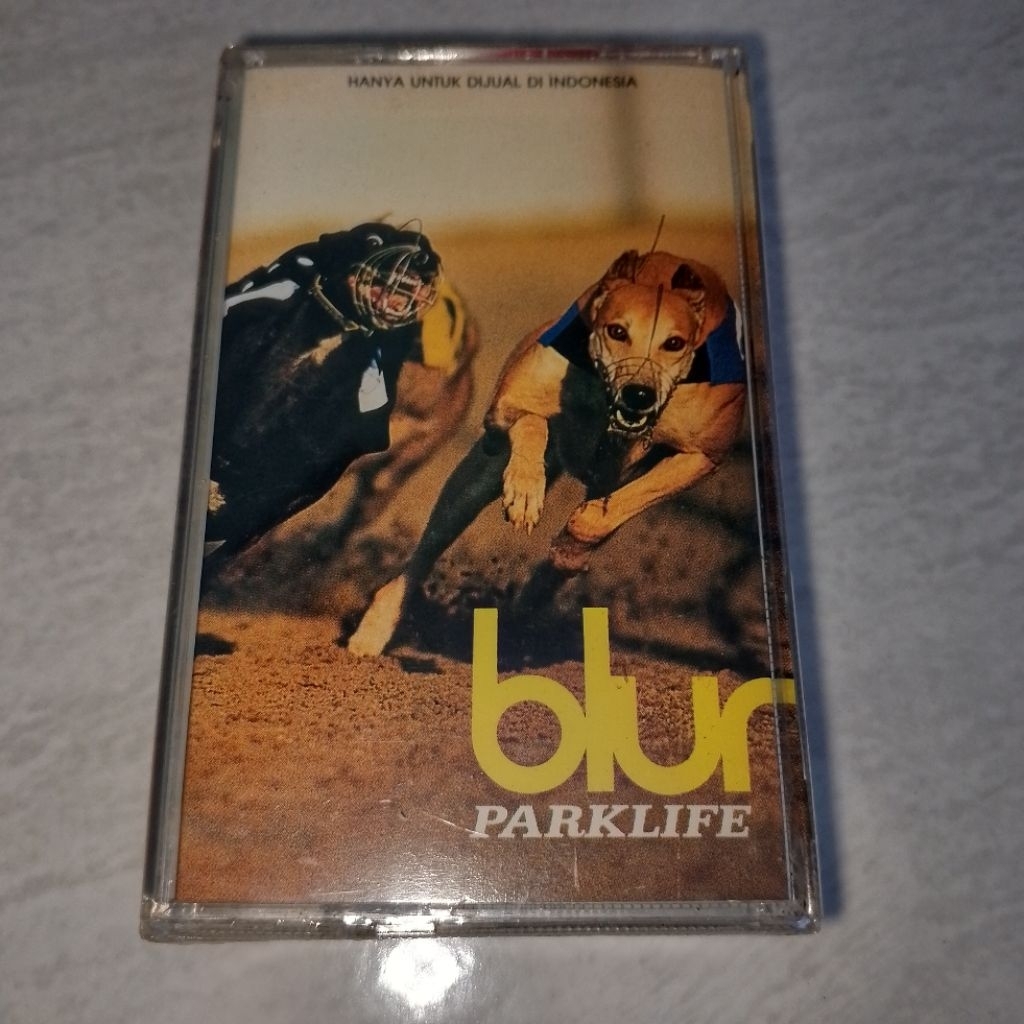 HANYA UNTUK DIJUAL DI INDONESIA
blur
PARKLIFE